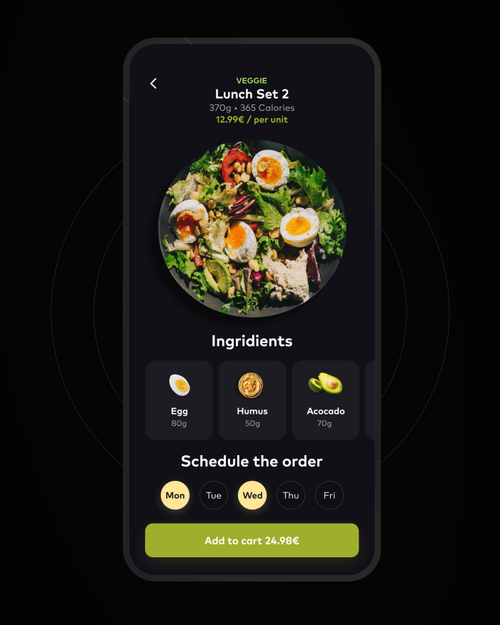 VEGGIE
Lunch Set 2
370g • 365 Calories
12.99€ / per unit
Ingridients
Egg
Humus
Acocado
80g
50g
70g
Schedule the order
Mon Tue Wed Thu Fri
Add to cart 24.98€